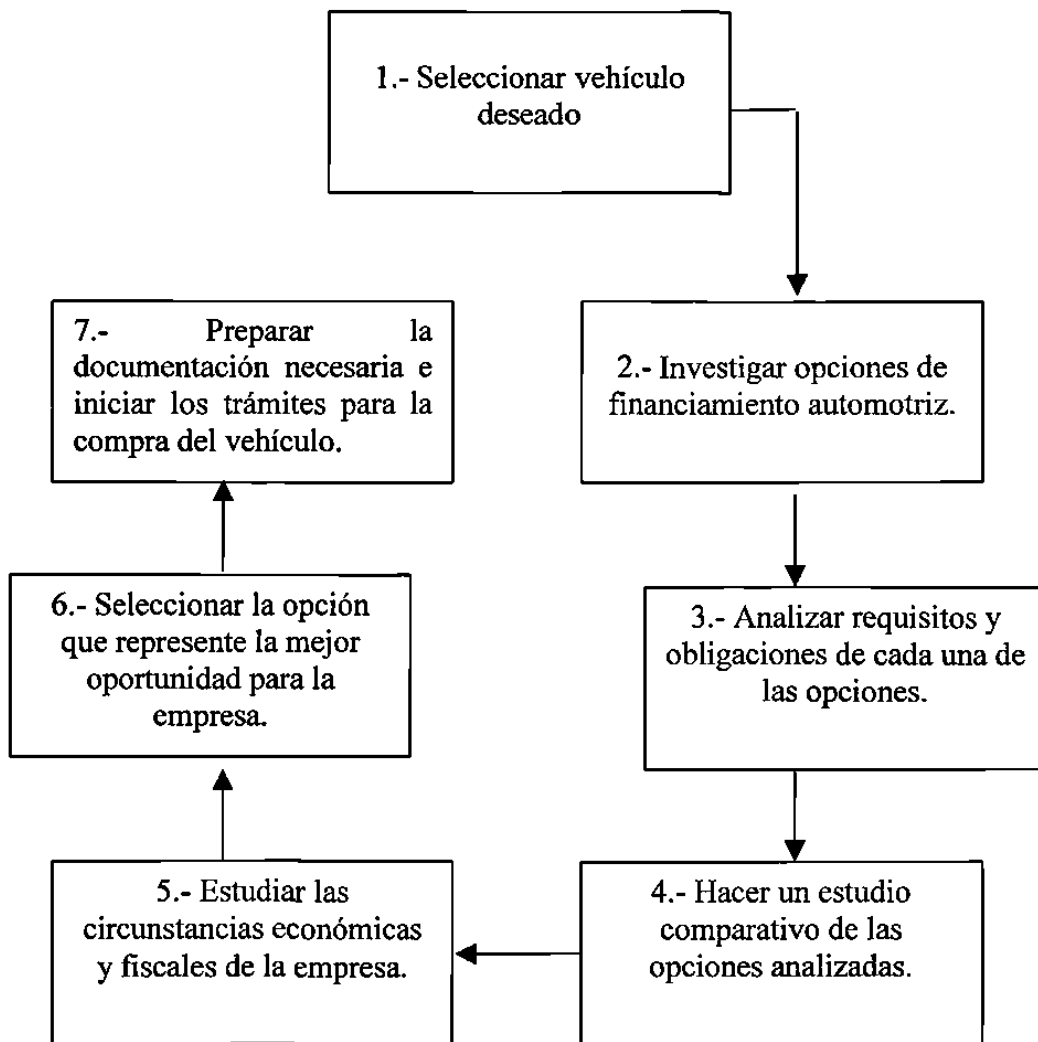 1.- Seleccionar vehículo
deseado
2.- Investigar opciones de
financiamiento automotriz.
3.- Analizar requisitos y
obligaciones de cada una de
las opciones.
4.- Hacer un estudio
comparativo de las
opciones analizadas.
5.- Estudiar las
circunstancias económicas
y fiscales de la empresa.
6.- Seleccionar la opción
que represente la mejor
oportunidad para la
empresa.
7.- Preparar la
documentación necesaria e
iniciar los trámites para la
compra del vehículo.